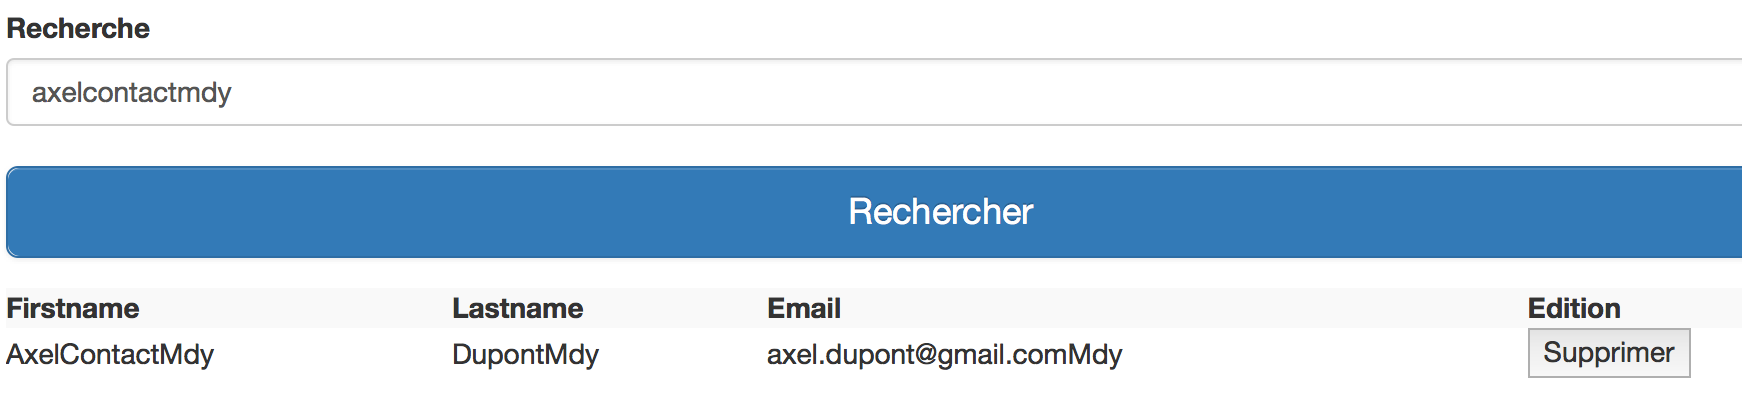 Recherche
axelcontactmdy
Rechercher
Firstname Lastname Email Edition
AxelContactMdy DupontMdy axel.dupont@gmail.comMdy Supprimer